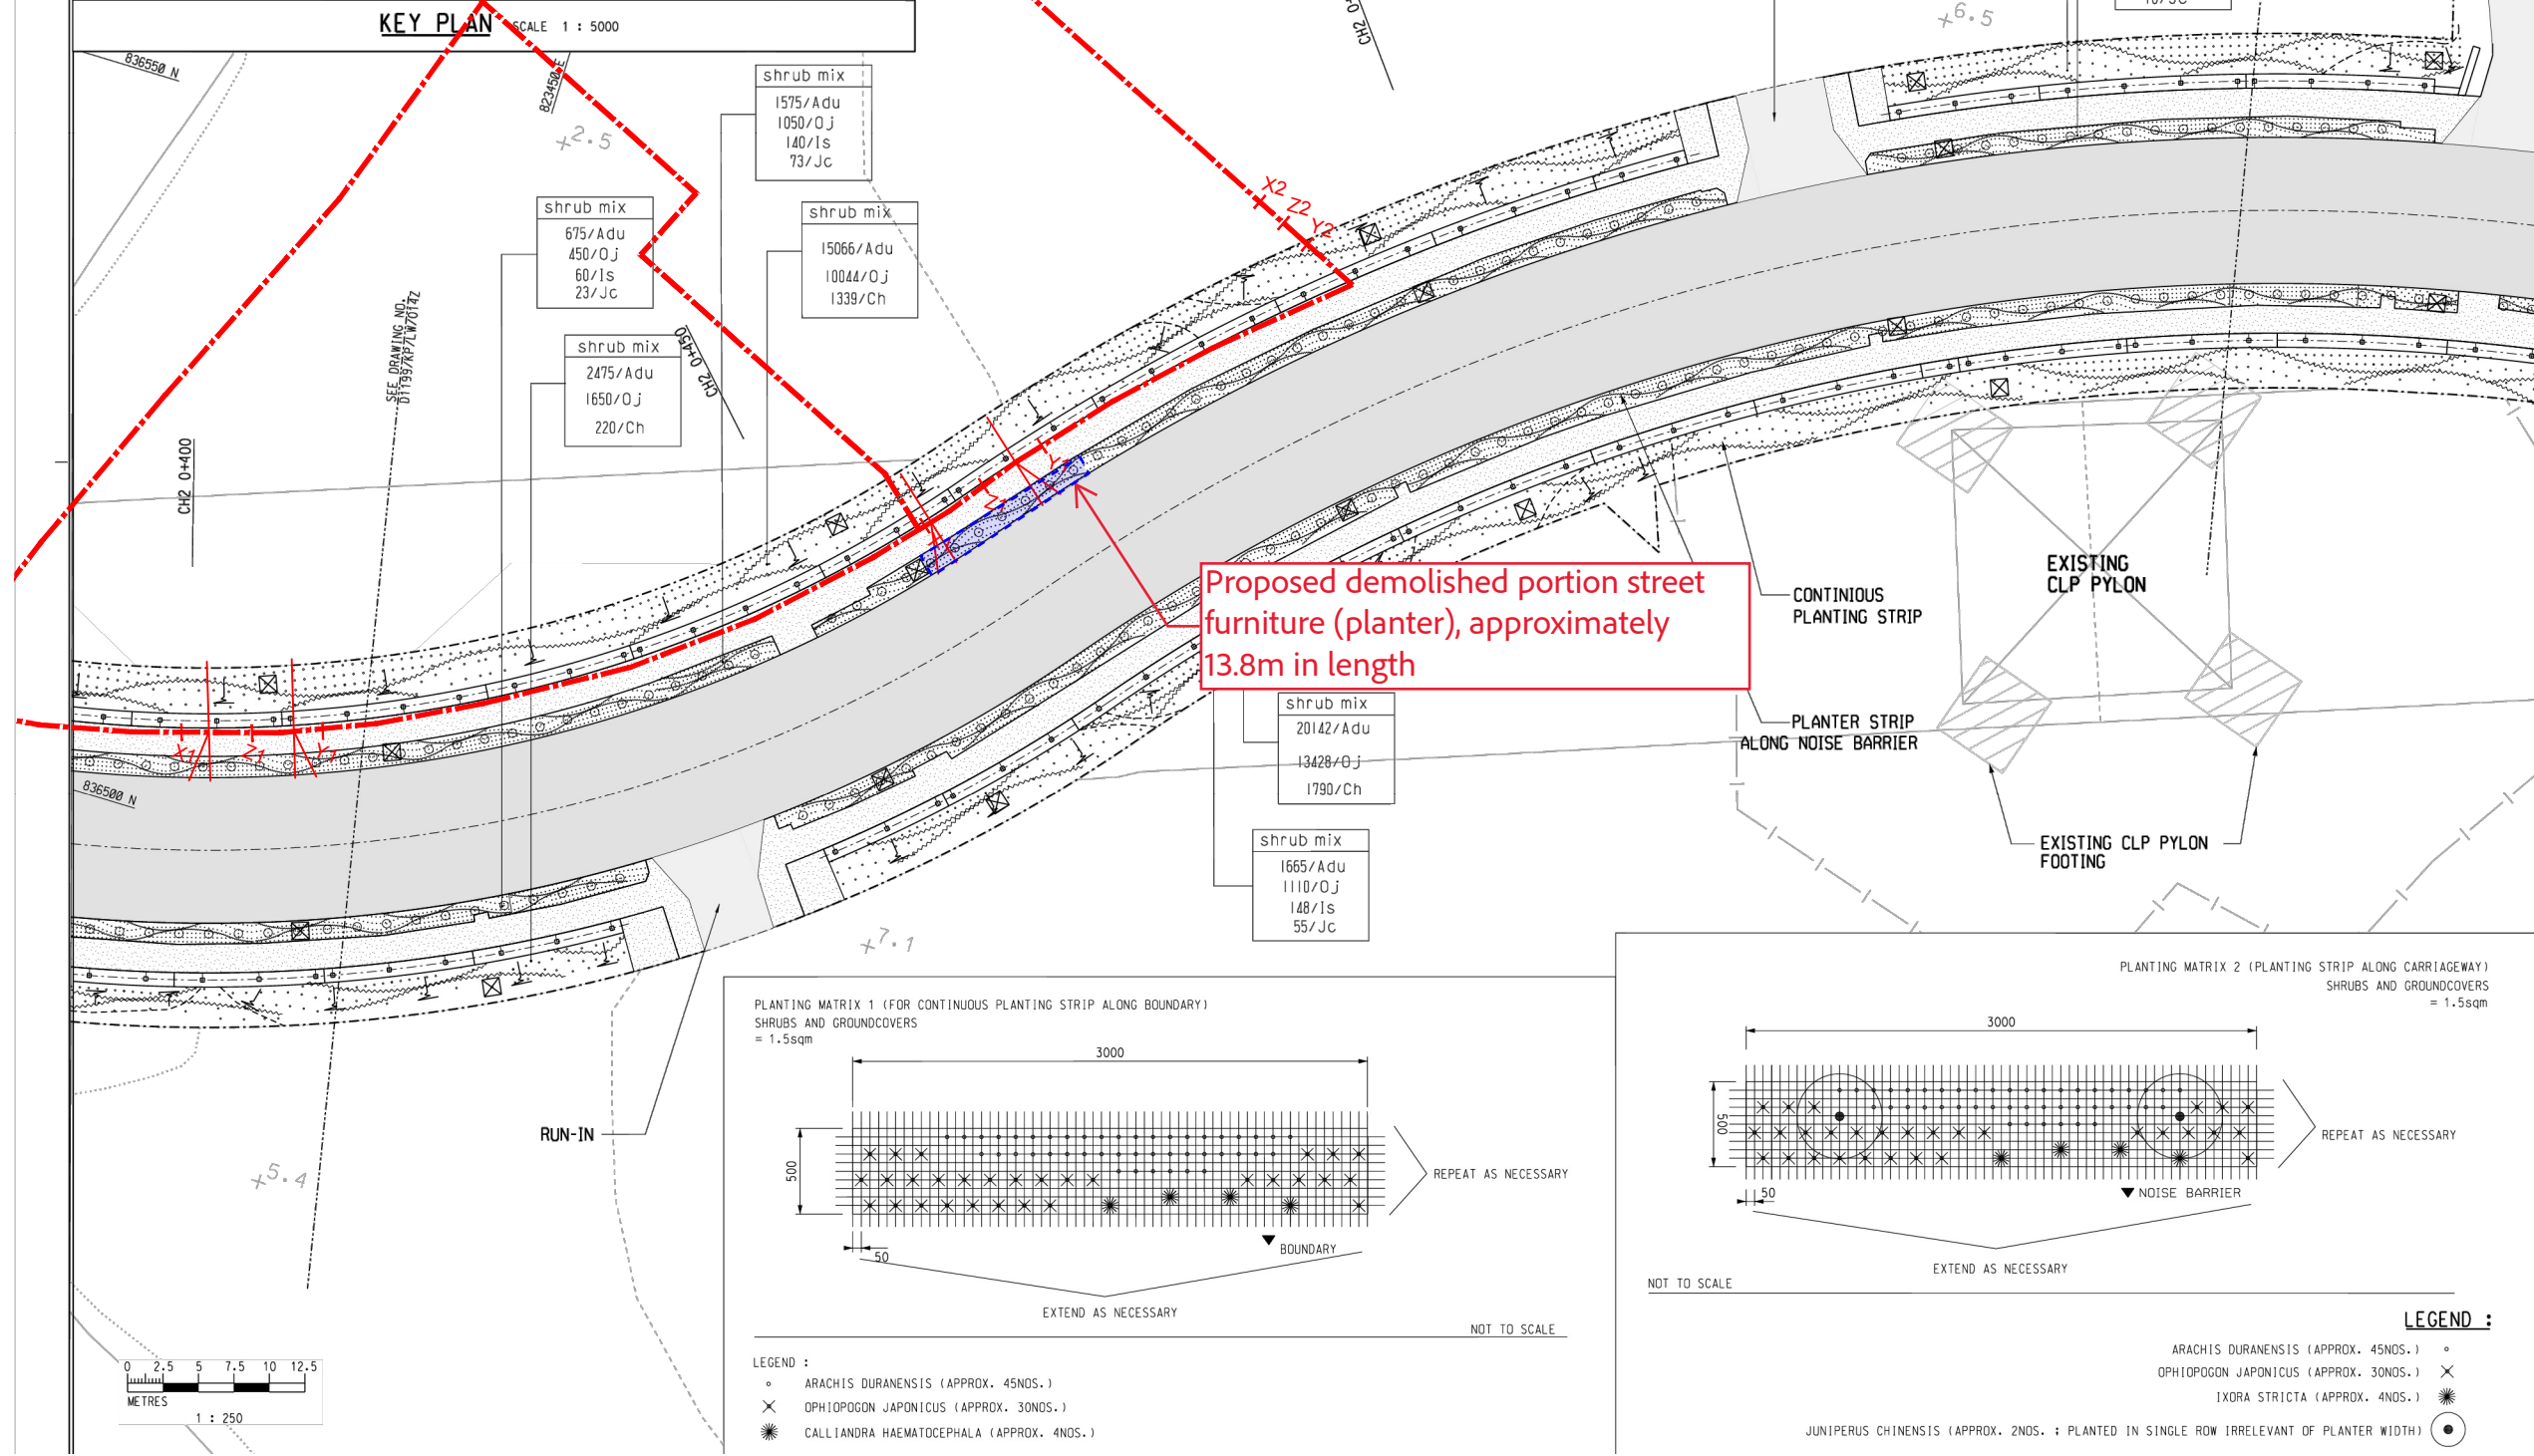 KEY PLAN SCALE 1 : 5000
836550 N
823450 E
×2.5
×6.5
shrub mix
1575/Adu
1050/Oj
140/Is
73/Jc
shrub mix
675/Adu
450/Oj
60/Is
23/Jc
shrub mix
15066/Adu
10044/Oj
1339/Ch
shrub mix
2475/Adu
1650/Oj
220/Ch
SEE DRAWING NO.
CH2 0+400
CH2 0+450
X2
Z2
Y2
X1
Z1
Y1
836500 N
Proposed demolished portion street
furniture (planter), approximately
13.8m in length
CONTINIOUS
PLANTING STRIP
EXISTING
CLP PYLON
PLANTER STRIP
ALONG NOISE BARRIER
EXISTING CLP PYLON
FOOTING
shrub mix
20142/Adu
13428/Oj
1790/Ch
shrub mix
1665/Adu
1110/Oj
148/Is
55/Jc
×7.1
×5.4
RUN-IN
PLANTING MATRIX 1 (FOR CONTINUOUS PLANTING STRIP ALONG BOUNDARY)
SHRUBS AND GROUNDCOVERS
= 1.5sqm
3000
500
50
REPEAT AS NECESSARY
BOUNDARY
EXTEND AS NECESSARY
NOT TO SCALE
LEGEND :
ARACHIS DURANENSIS (APPROX. 45NOS.)
OPHIOPOGON JAPONICUS (APPROX. 30NOS.)
CALLIANDRA HAEMATOCEPHALA (APPROX. 4NOS.)
PLANTING MATRIX 2 (PLANTING STRIP ALONG CARRIAGEWAY)
SHRUBS AND GROUNDCOVERS
= 1.5sqm
3000
500
50
REPEAT AS NECESSARY
NOISE BARRIER
EXTEND AS NECESSARY
NOT TO SCALE
LEGEND :
ARACHIS DURANENSIS (APPROX. 45NOS.)
OPHIOPOGON JAPONICUS (APPROX. 30NOS.)
IXORA STRICTA (APPROX. 4NOS.)
JUNIPERUS CHINENSIS (APPROX. 2NOS. ; PLANTED IN SINGLE ROW IRRELEVANT OF PLANTER WIDTH)
0 2.5 5 7.5 10 12.5
METRES
1 : 250